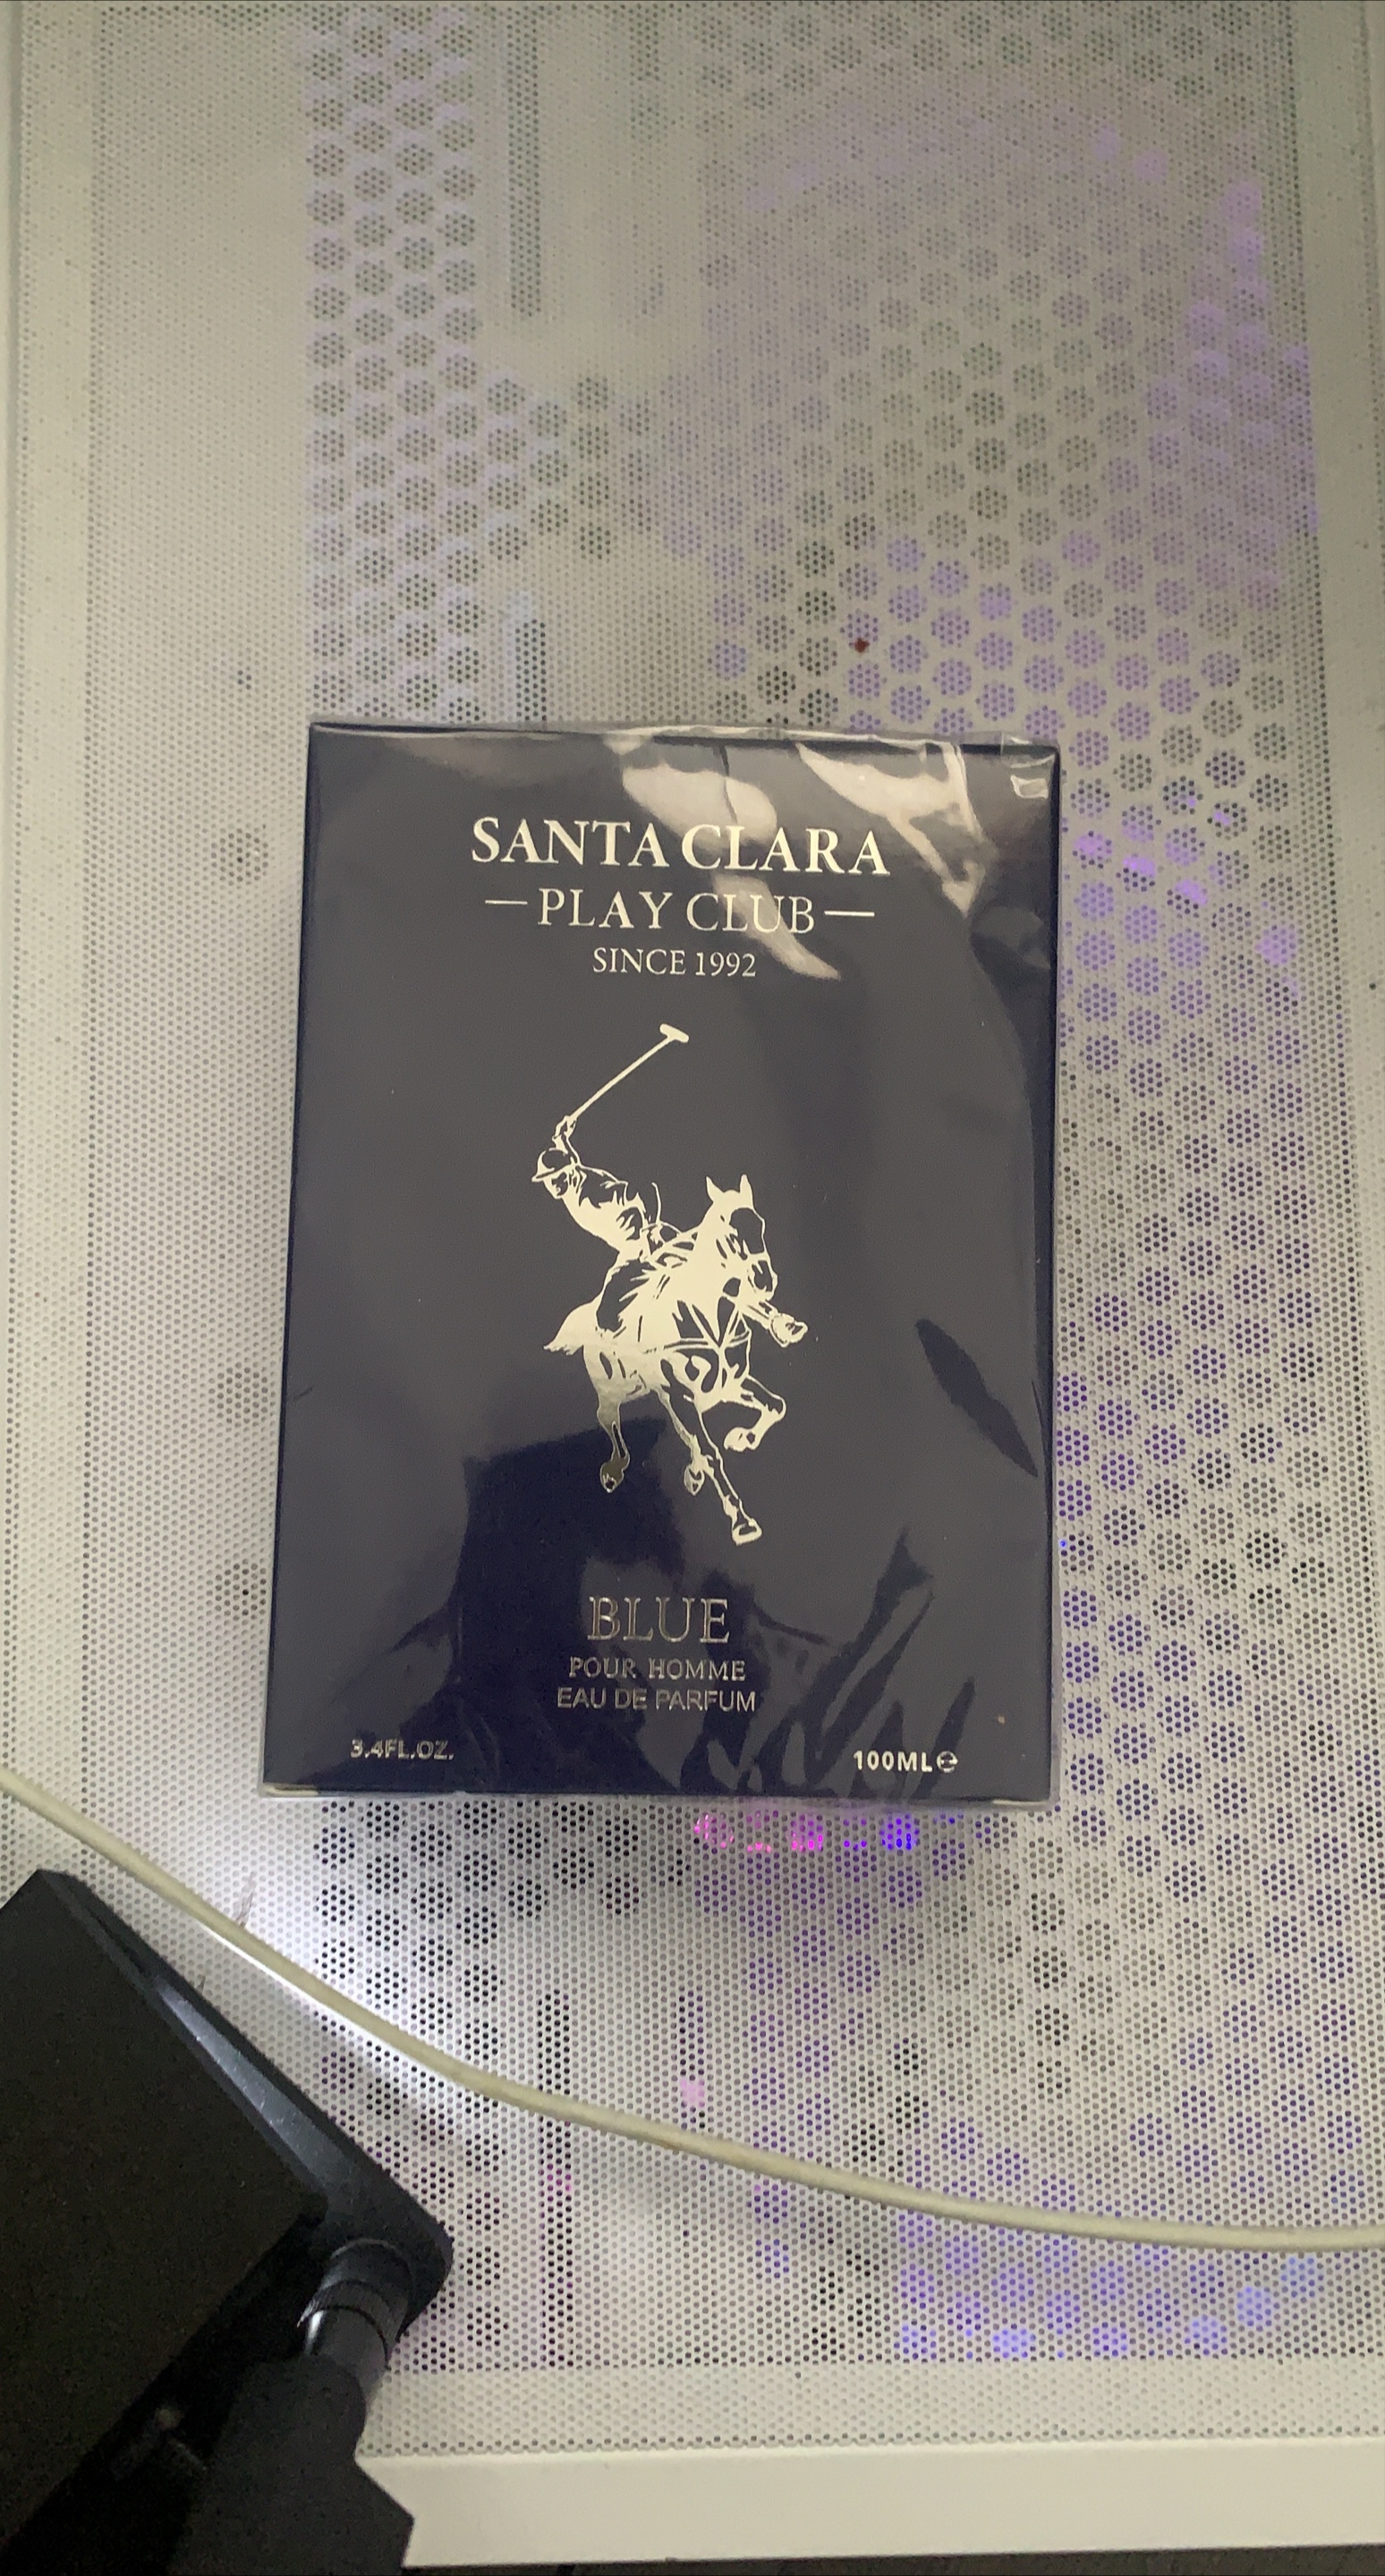 SANTA CLARA
— PLAY CLUB —
SINCE 1992
BLUE
POUR HOMME
EAU DE PARFUM
3.4FL.OZ.
100ML℮